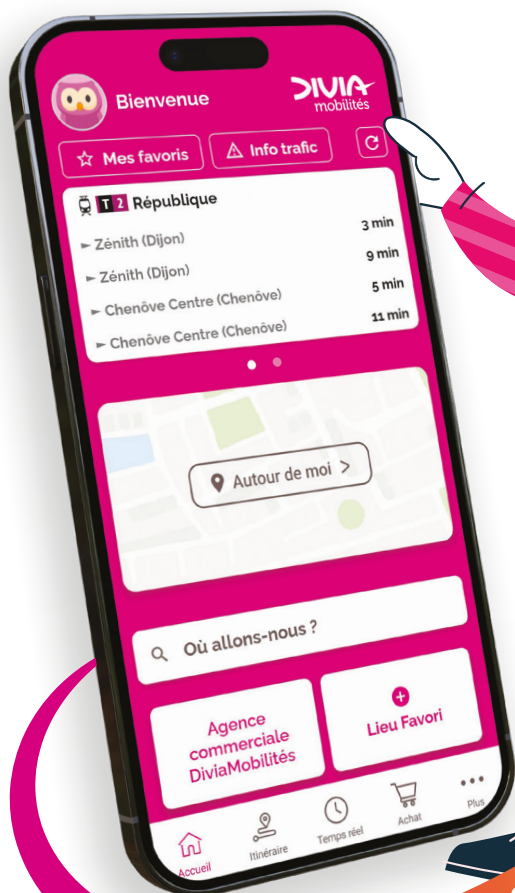 Bienvenue
DIVIA
mobilités
Mes favoris
Info trafic
T 2 République
Zénith (Dijon) 3 min
Zénith (Dijon) 9 min
Chenôve Centre (Chenôve) 5 min
Chenôve Centre (Chenôve) 11 min
Autour de moi >
Où allons-nous ?
Agence
commerciale
DiviaMobilités
Lieu Favori
Accueil
Itinéraire
Temps réel
Achat
Plus